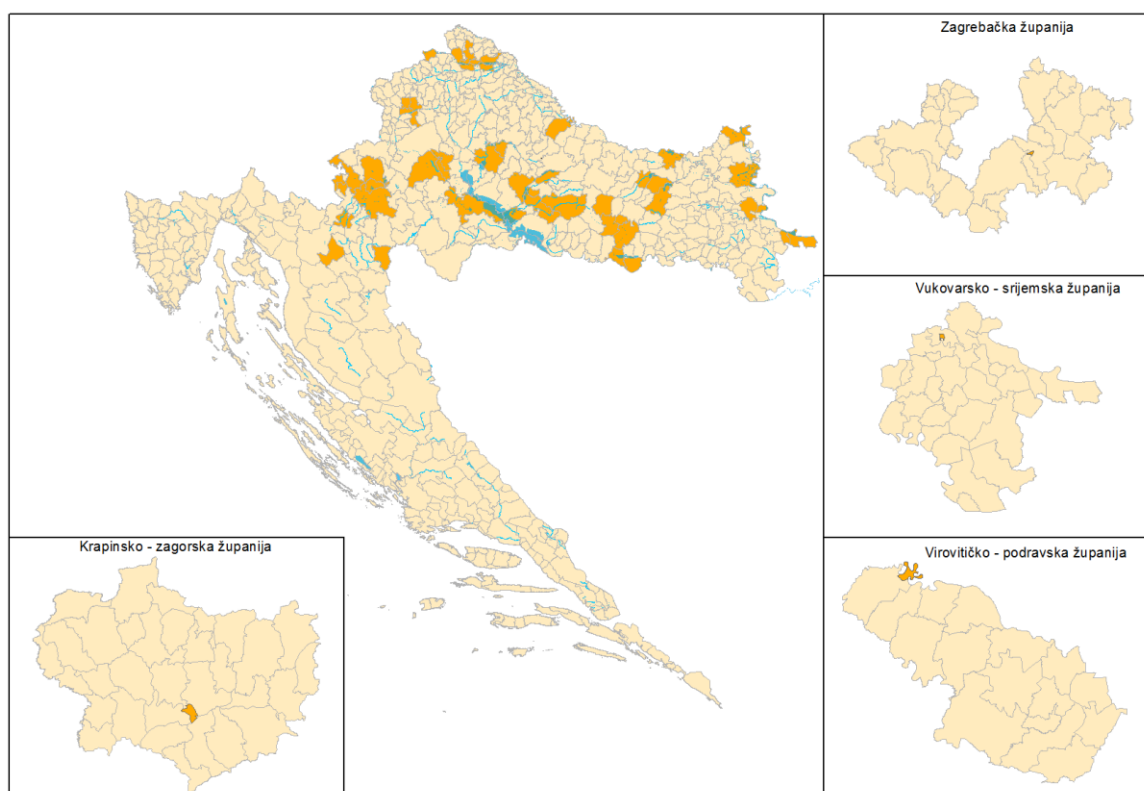 Zagrebačka županija
Vukovarsko - srijemska županija
Krapinsko - zagorska županija
Virovitičko - podravska županija